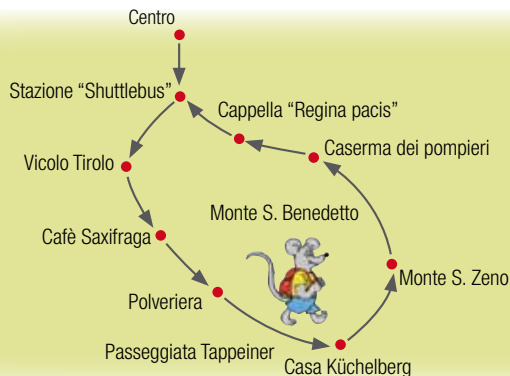 Centro
Stazione “Shuttlebus”
Cappella “Regina pacis”
Caserma dei pompieri
Vicolo Tirolo
Monte S. Benedetto
Cafè Saxifraga
Monte S. Zeno
Polveriera
Passeggiata Tappeiner
Casa Küchelberg